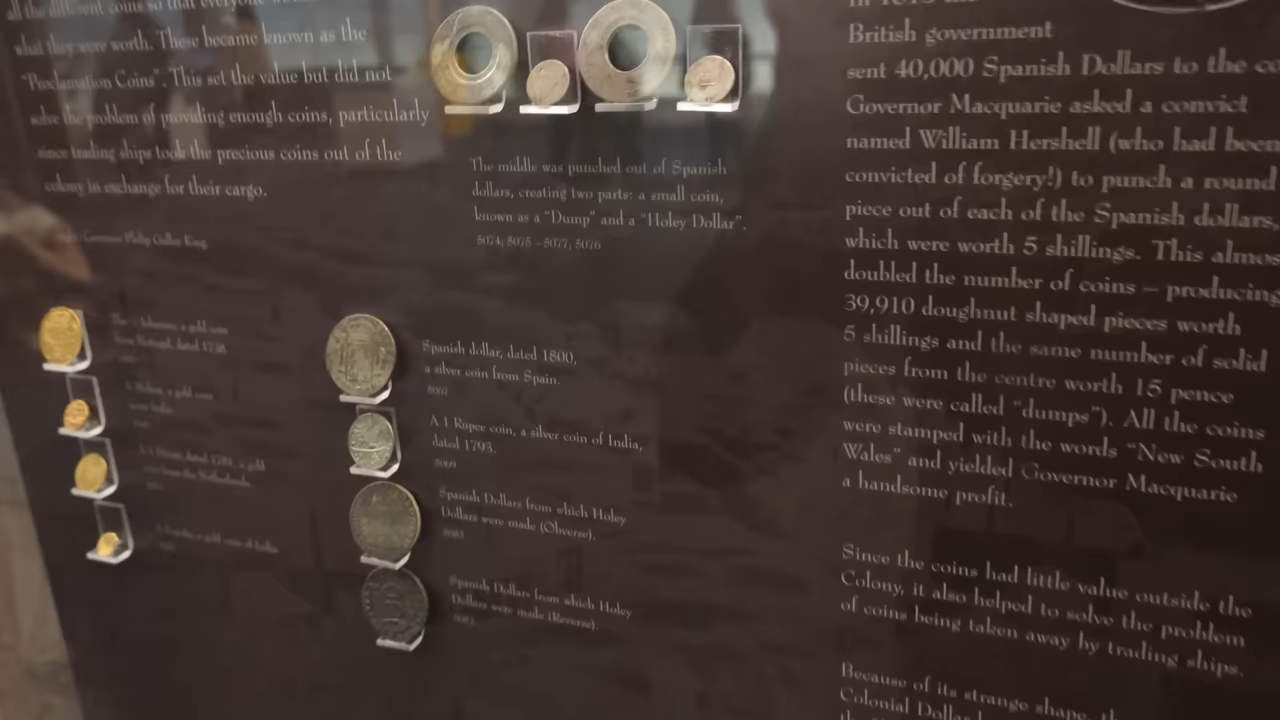 all the different coins so that everyone
what they were worth. These became known as the
"Proclamation Coins". This set the value but did not
solve the problem of providing enough coins, particularly
since trading ships took the precious coins out of the
colony in exchange for their cargo.
Governor Philip Gidley King.
The middle was punched out of Spanish
dollars, creating two parts: a small coin,
known as a "Dump" and a "Holey Dollar".
5074; 5075 - 5077; 5076
a gold coin
Spanish dollar, dated 1800,
a silver coin from Spain.
A 1 Rupee coin, a silver coin of India,
dated 1793.
Spanish Dollars from which Holey
Dollars were made (Obverse).
Spanish Dollars from which Holey
Dollars were made (Reverse).
British government
sent 40,000 Spanish Dollars to the co
Governor Macquarie asked a convict
named William Hershell (who had been
convicted of forgery!) to punch a round
piece out of each of the Spanish dollars,
which were worth 5 shillings. This almos
doubled the number of coins – producing
39,910 doughnut shaped pieces worth
5 shillings and the same number of solid
pieces from the centre worth 15 pence
(these were called "dumps"). All the coins
were stamped with the words "New South
Wales" and yielded Governor Macquarie
a handsome profit.
Since the coins had little value outside the
Colony, it also helped to solve the problem
of coins being taken away by trading ships.
Because of its strange shape, th
Colonial Dollar